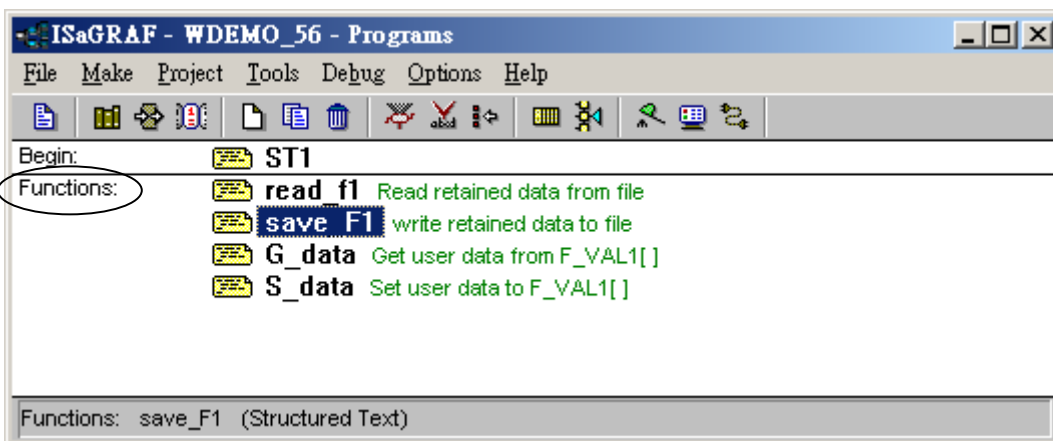 ISaGRAF - WDEMO_56 - Programs
File Make Project Tools Debug Options Help
Begin: ST1
Functions: read_f1 Read retained data from file
save_F1 write retained data to file
G_data Get user data from F_VAL1[ ]
S_data Set user data to F_VAL1[ ]
Functions: save_F1 (Structured Text)